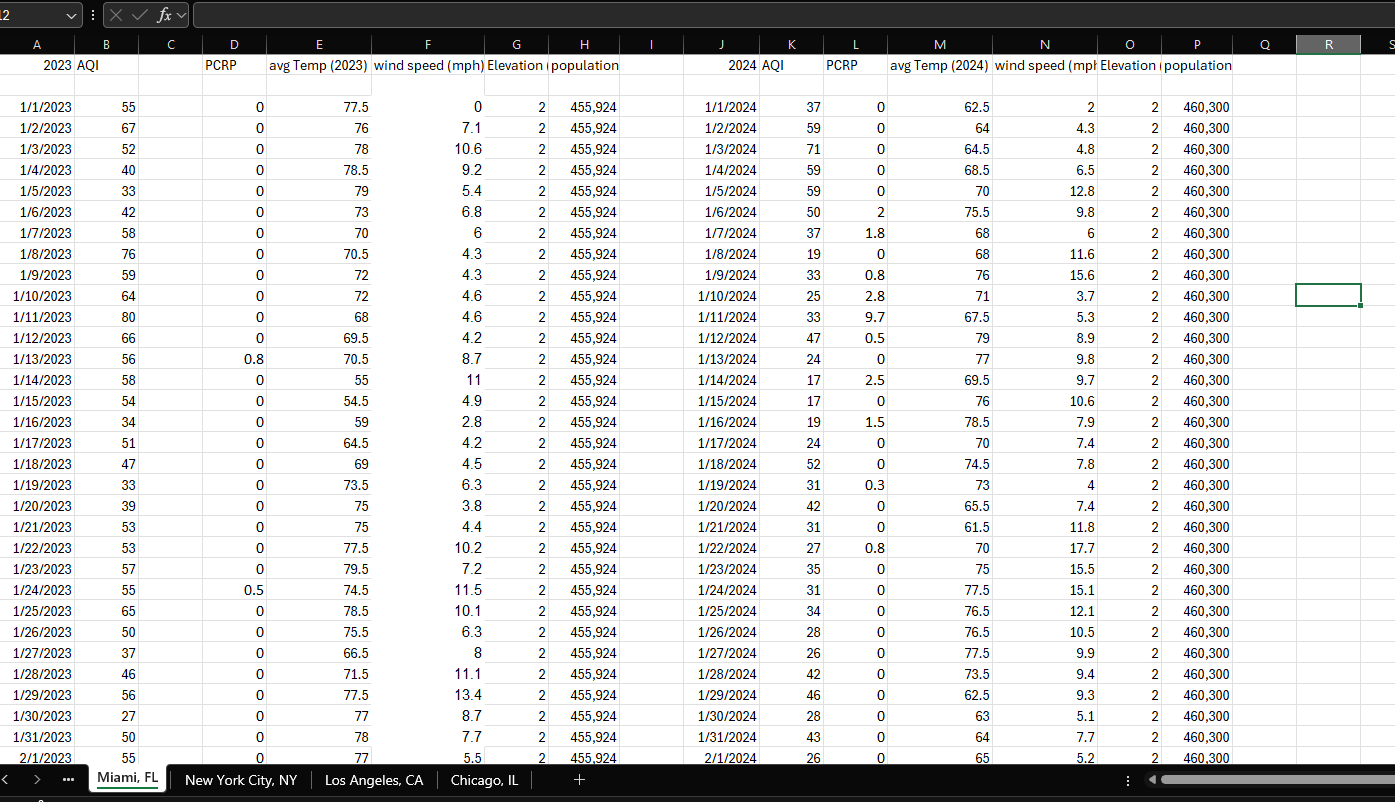 12 fx
A B C D E F G H I J K L M N O P Q R S
2023 AQI PCRP avg Temp (2023) wind speed (mph) Elevation ( population 2024 AQI PCRP avg Temp (2024) wind speed (mph Elevation ( population
1/1/2023 55 0 77.5 0 2 455,924 1/1/2024 37 0 62.5 2 2 460,300
1/2/2023 67 0 76 7.1 2 455,924 1/2/2024 59 0 64 4.3 2 460,300
1/3/2023 52 0 78 10.6 2 455,924 1/3/2024 71 0 64.5 4.8 2 460,300
1/4/2023 40 0 78.5 9.2 2 455,924 1/4/2024 59 0 68.5 6.5 2 460,300
1/5/2023 33 0 79 5.4 2 455,924 1/5/2024 59 0 70 12.8 2 460,300
1/6/2023 42 0 73 6.8 2 455,924 1/6/2024 50 2 75.5 9.8 2 460,300
1/7/2023 58 0 70 6 2 455,924 1/7/2024 37 1.8 68 6 2 460,300
1/8/2023 76 0 70.5 4.3 2 455,924 1/8/2024 19 0 68 11.6 2 460,300
1/9/2023 59 0 72 4.3 2 455,924 1/9/2024 33 0.8 76 15.6 2 460,300
1/10/2023 64 0 72 4.6 2 455,924 1/10/2024 25 2.8 71 3.7 2 460,300
1/11/2023 80 0 68 4.6 2 455,924 1/11/2024 33 9.7 67.5 5.3 2 460,300
1/12/2023 66 0 69.5 4.2 2 455,924 1/12/2024 47 0.5 79 8.9 2 460,300
1/13/2023 56 0.8 70.5 8.7 2 455,924 1/13/2024 24 0 77 9.8 2 460,300
1/14/2023 58 0 55 11 2 455,924 1/14/2024 17 2.5 69.5 9.7 2 460,300
1/15/2023 54 0 54.5 4.9 2 455,924 1/15/2024 17 0 76 10.6 2 460,300
1/16/2023 34 0 59 2.8 2 455,924 1/16/2024 19 1.5 78.5 7.9 2 460,300
1/17/2023 51 0 64.5 4.2 2 455,924 1/17/2024 24 0 70 7.4 2 460,300
1/18/2023 47 0 69 4.5 2 455,924 1/18/2024 52 0 74.5 7.8 2 460,300
1/19/2023 33 0 73.5 6.3 2 455,924 1/19/2024 31 0.3 73 4 2 460,300
1/20/2023 39 0 75 3.8 2 455,924 1/20/2024 42 0 65.5 7.4 2 460,300
1/21/2023 53 0 75 4.4 2 455,924 1/21/2024 31 0 61.5 11.8 2 460,300
1/22/2023 53 0 77.5 10.2 2 455,924 1/22/2024 27 0.8 70 17.7 2 460,300
1/23/2023 57 0 79.5 7.2 2 455,924 1/23/2024 35 0 75 15.5 2 460,300
1/24/2023 55 0.5 74.5 11.5 2 455,924 1/24/2024 31 0 77.5 15.1 2 460,300
1/25/2023 65 0 78.5 10.1 2 455,924 1/25/2024 34 0 76.5 12.1 2 460,300
1/26/2023 50 0 75.5 6.3 2 455,924 1/26/2024 28 0 76.5 10.5 2 460,300
1/27/2023 37 0 66.5 8 2 455,924 1/27/2024 26 0 77.5 9.9 2 460,300
1/28/2023 46 0 71.5 11.1 2 455,924 1/28/2024 42 0 73.5 9.4 2 460,300
1/29/2023 56 0 77.5 13.4 2 455,924 1/29/2024 46 0 62.5 9.3 2 460,300
1/30/2023 27 0 77 8.7 2 455,924 1/30/2024 28 0 63 5.1 2 460,300
1/31/2023 50 0 78 7.7 2 455,924 1/31/2024 43 0 64 7.7 2 460,300
2/1/2023 55 0 77 5.5 2 455,924 2/1/2024 26 0 65 5.2 2 460,300
Miami, FL New York City, NY Los Angeles, CA Chicago, IL